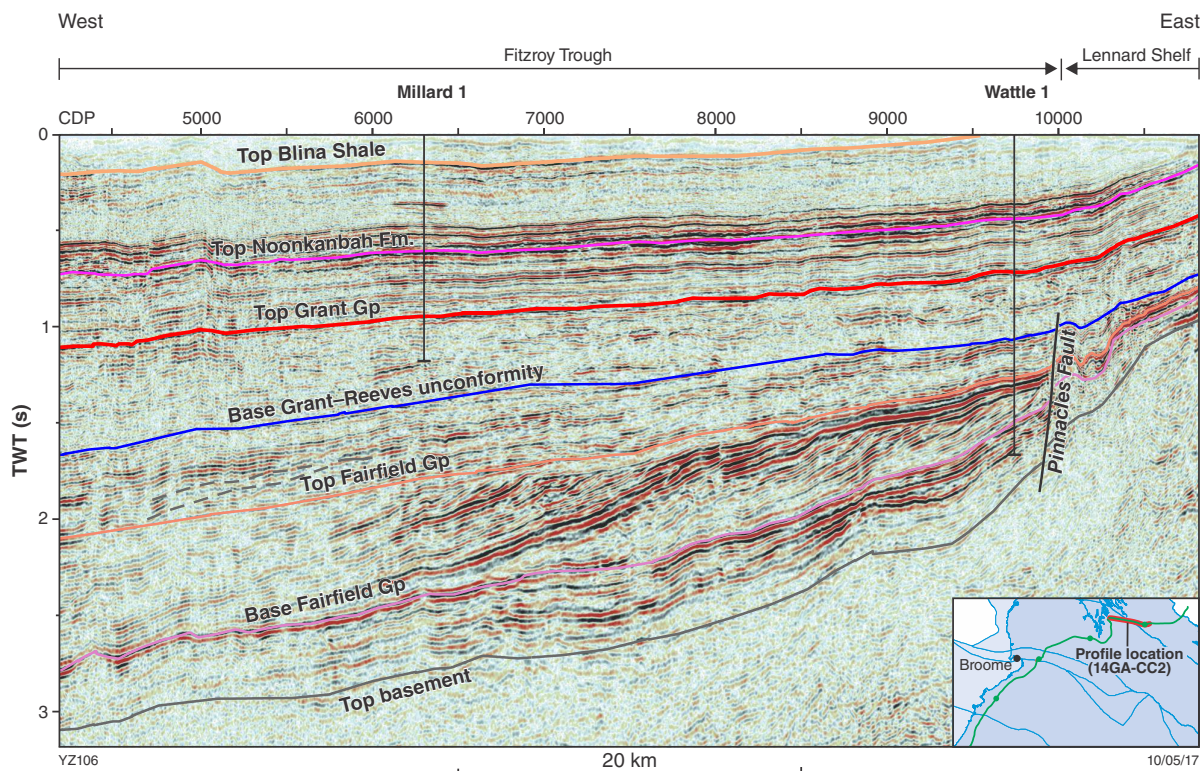 West
East
Fitzroy Trough
Lennard Shelf
Millard 1
Wattle 1
CDP
5000
6000
7000
8000
9000
10000
0
Top Blina Shale
Top Noonkanbah Fm.
Top Grant Gp
1
Base Grant–Reeves unconformity
Pinnacles Fault
TWT (s)
Top Fairfield Gp
2
Base Fairfield Gp
Top basement
3
Broome
Profile location
(14GA-CC2)
YZ106
20 km
10/05/17